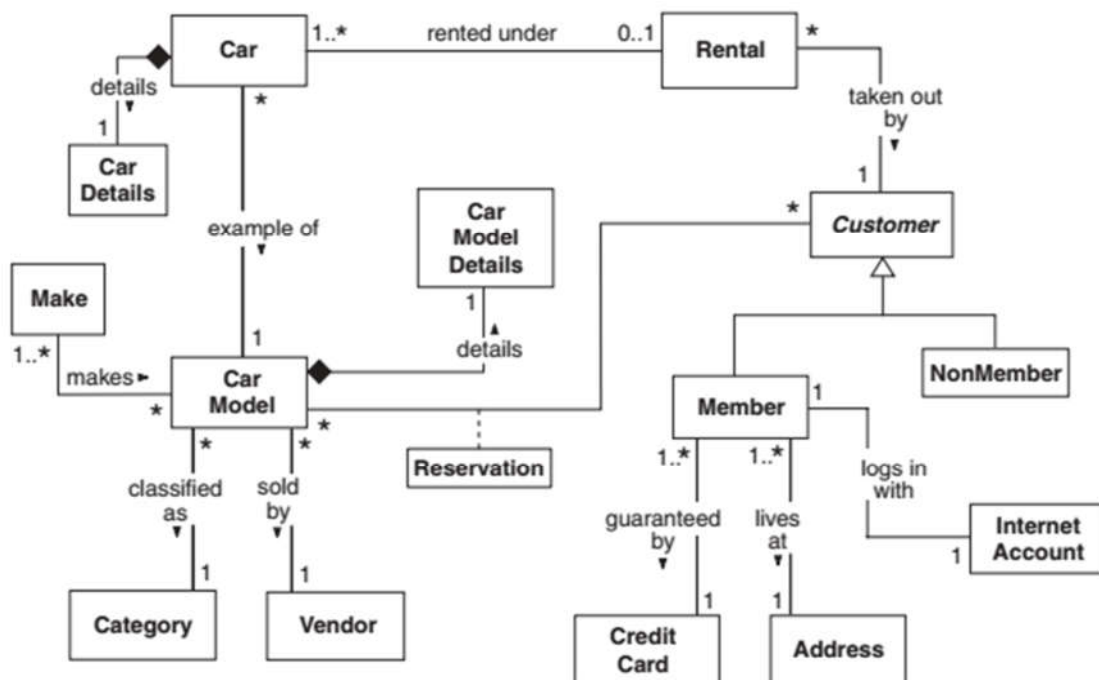 Car
1..*
rented under
0..1
Rental
*
details
1
Car
Details
*
taken out
by
1
Customer
*
example of
Car
Model
Details
1
details
Make
1..*
makes
*
1
Car
Model
*
Reservation
NonMember
Member
1
logs in
with
1
Internet
Account
*
classified
as
1
Category
*
sold
by
1
Vendor
1..*
guaranteed
by
1
Credit
Card
1..*
lives
at
1
Address